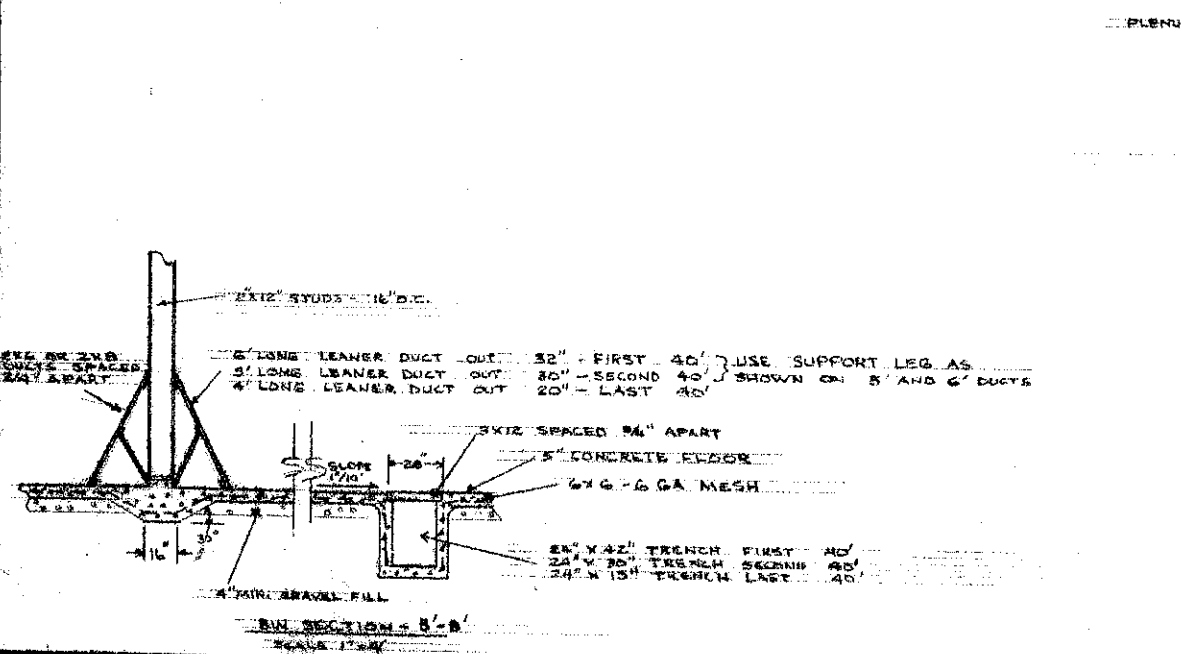 PLENU
2"X12" STUDS - 16" O.C.
2X6 OR 2X8
DUCTS SPACED
3/4" APART
6' LONG LEANER DUCT OUT 32" - FIRST 40'
5' LONG LEANER DUCT OUT 30" - SECOND 40'
4' LONG LEANER DUCT OUT 20" - LAST 40'
} USE SUPPORT LEG AS
SHOWN ON 5' AND 6' DUCTS
3X12 SPACED 3/4" APART
5" CONCRETE FLOOR
6X6 - 6 GA MESH
SLOPE
1"/10'
28"
16"
30°
24" X 42" TRENCH FIRST 40'
24" X 30" TRENCH SECOND 40'
24" X 15" TRENCH LAST 40'
4" MIN. GRAVEL FILL
BIN SECTION - B'-B'
SCALE 1"=4'